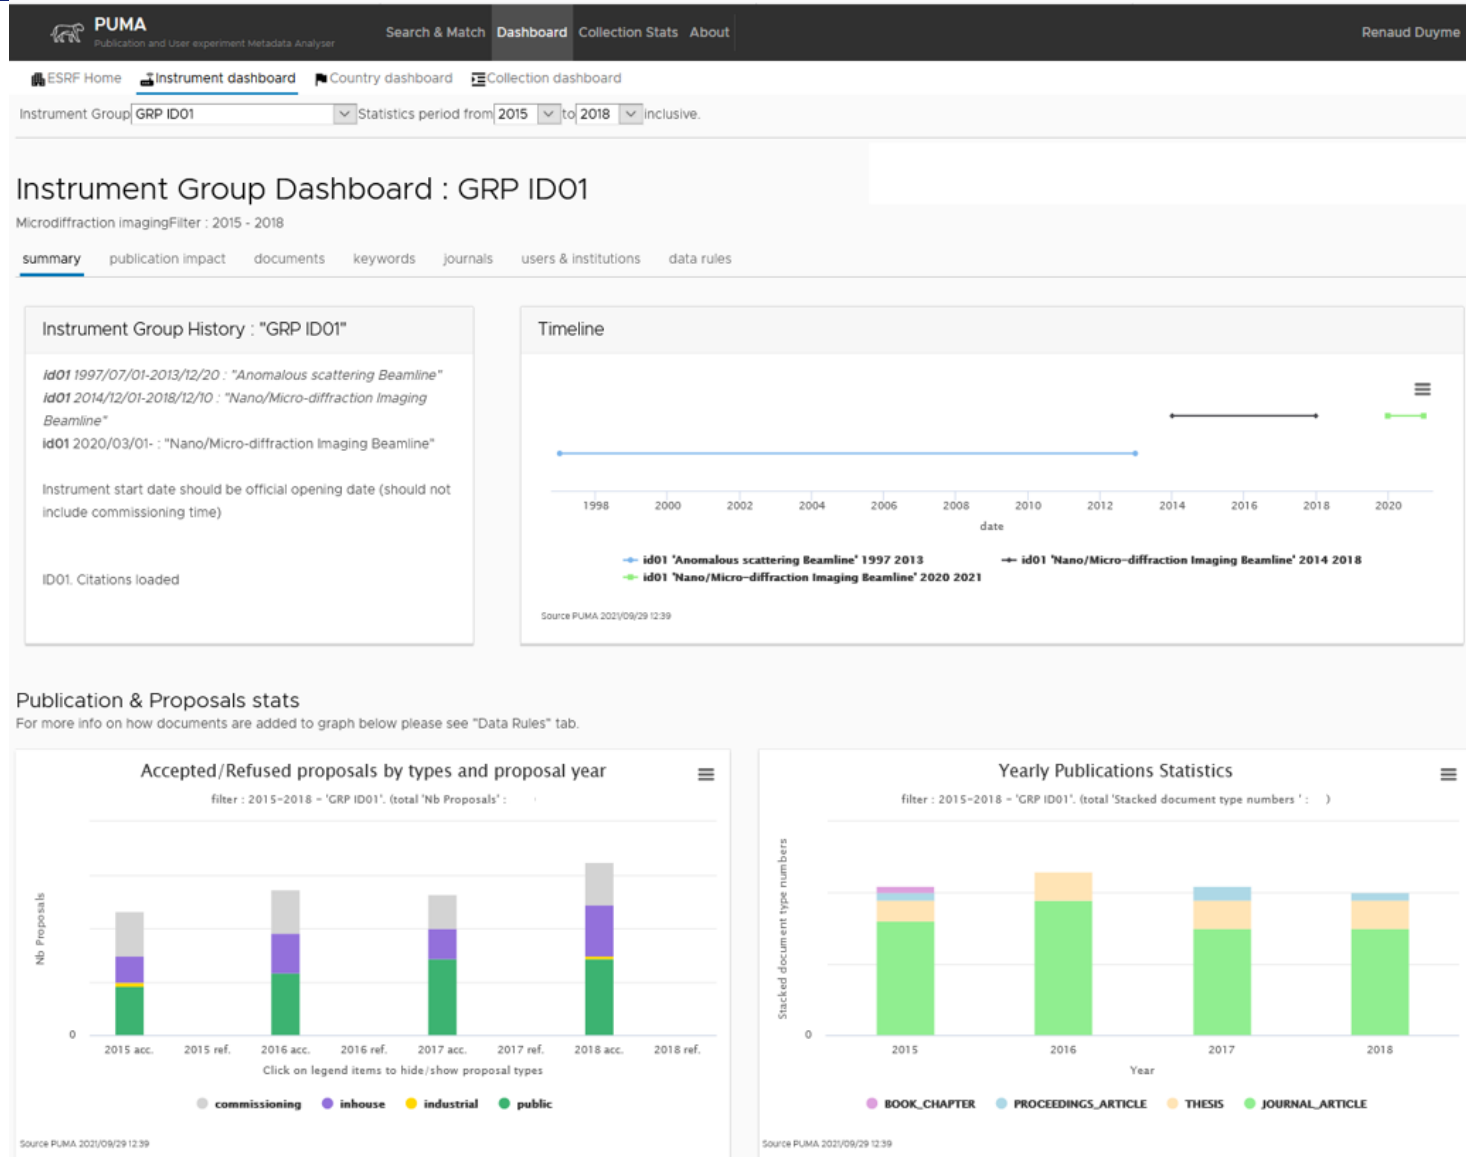 PUMA
Publication and User experiment Metadata Analyser
Search & Match Dashboard Collection Stats About
Renaud Duyme
ESRF Home Instrument dashboard Country dashboard Collection dashboard
Instrument Group GRP ID01 Statistics period from 2015 to 2018 inclusive.
Instrument Group Dashboard : GRP ID01
Microdiffraction imagingFilter : 2015 - 2018
summary publication impact documents keywords journals users & institutions data rules
Instrument Group History : "GRP ID01"
id01 1997/07/01-2013/12/20 : "Anomalous scattering Beamline"
id01 2014/12/01-2018/12/10 : "Nano/Micro-diffraction Imaging
Beamline"
id01 2020/03/01- : "Nano/Micro-diffraction Imaging Beamline"
Instrument start date should be official opening date (should not
include commissioning time)
ID01. Citations loaded
Timeline
1998 2000 2002 2004 2006 2008 2010 2012 2014 2016 2018 2020
date
id01 'Anomalous scattering Beamline' 1997 2013 id01 'Nano/Micro-diffraction Imaging Beamline' 2014 2018
id01 'Nano/Micro-diffraction Imaging Beamline' 2020 2021
Source PUMA 2021/09/29 12:39
Publication & Proposals stats
For more info on how documents are added to graph below please see "Data Rules" tab.
Accepted/Refused proposals by types and proposal year
filter : 2015-2018 - 'GRP ID01'. (total 'Nb Proposals' :
Nb Proposals
0
2015 acc. 2015 ref. 2016 acc. 2016 ref. 2017 acc. 2017 ref. 2018 acc. 2018 ref.
Click on legend items to hide/show proposal types
commissioning inhouse industrial public
Source PUMA 2021/09/29 12:39
Yearly Publications Statistics
filter : 2015-2018 - 'GRP ID01'. (total 'Stacked document type numbers ' : )
Stacked document type numbers
0
2015 2016 2017 2018
Year
BOOK_CHAPTER PROCEEDINGS_ARTICLE THESIS JOURNAL_ARTICLE
Source PUMA 2021/09/29 12:39